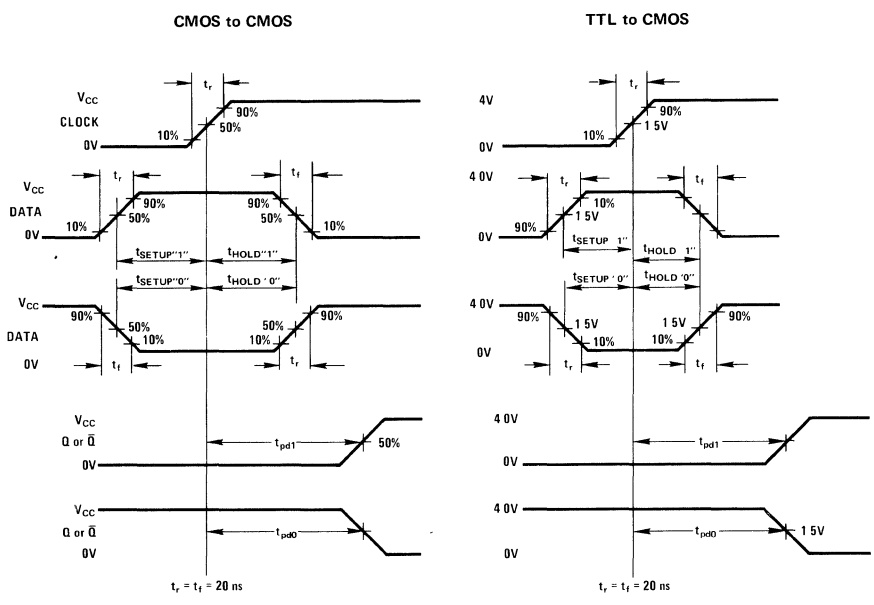 CMOS to CMOS
tr
VCC
90%
CLOCK
50%
10%
0V
VCC
tr
tf
90%
90%
DATA
50%
50%
10%
10%
0V
tSETUP"1"
tHOLD"1"
tSETUP"0"
tHOLD'0"
VCC
90%
50%
50%
90%
DATA
10%
10%
0V
tf
tr
VCC
Q or Q̅
tpd1
50%
0V
VCC
Q or Q̅
tpd0
0V
tr = tf = 20 ns
TTL to CMOS
tr
4V
90%
1 5V
10%
0V
4 0V
tr
tf
10%
1 5V
90%
0V
tSETUP 1"
tHOLD 1"
tSETUP'0"
tHOLD'0"
4 0V
90%
1 5V
1 5V
90%
10%
10%
0V
tr
tf
4 0V
tpd1
0V
4 0V
tpd0
1 5V
0V
tr = tf = 20 ns